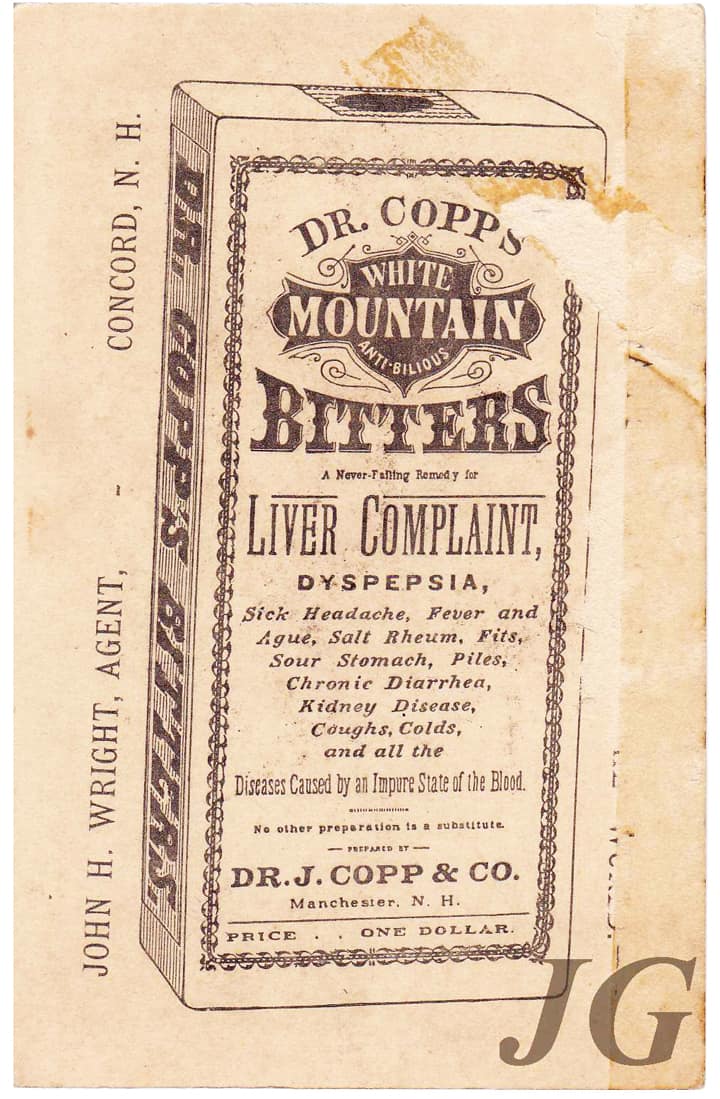 JOHN H. WRIGHT, AGENT, - CONCORD, N. H.
DR. COPP'S BITTERS.
DR. COPP'S
WHITE
MOUNTAIN
ANTI-BILIOUS
BITTERS
A Never-Failing Remedy for
LIVER COMPLAINT,
DYSPEPSIA,
Sick Headache, Fever and
Ague, Salt Rheum, Fits,
Sour Stomach, Piles,
Chronic Diarrhea,
Kidney Disease,
Coughs, Colds,
and all the
Diseases Caused by an Impure State of the Blood.
No other preparation is a substitute.
— PREPARED BY —
DR. J. COPP & CO.
Manchester, N. H.
PRICE . . ONE DOLLAR.
JG